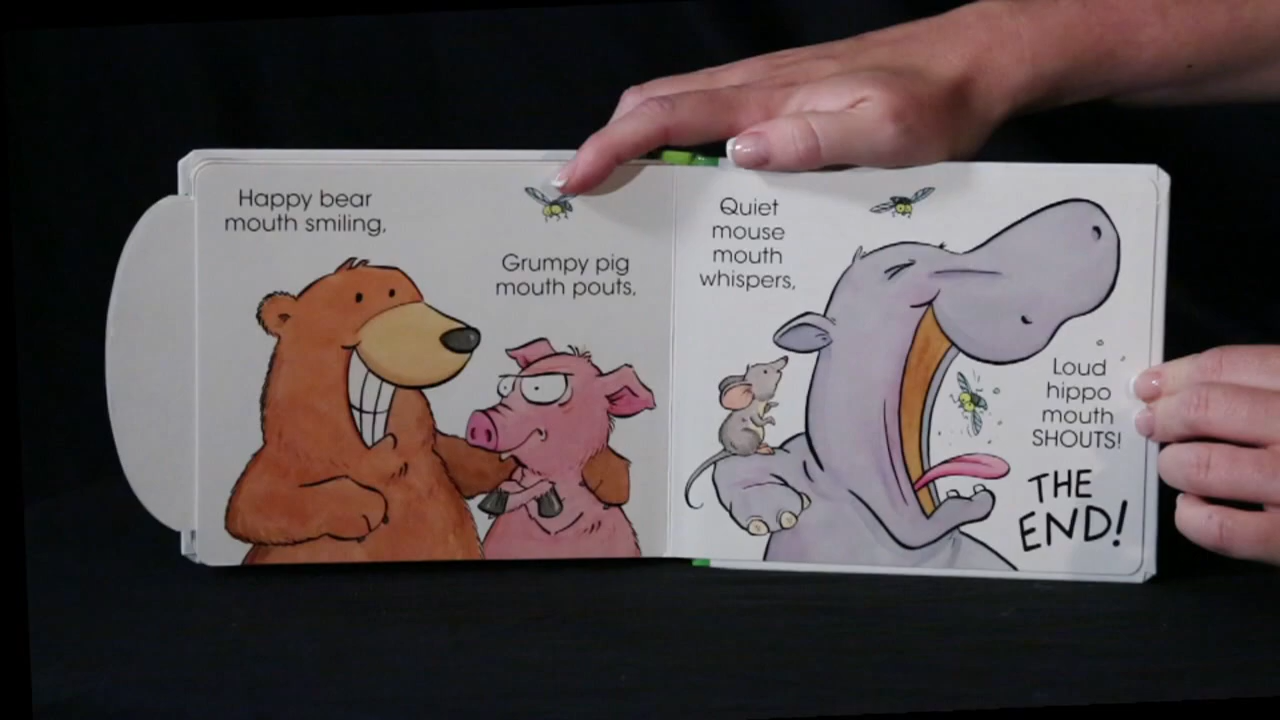 Happy bear
mouth smiling,
Grumpy pig
mouth pouts,
Quiet
mouse
mouth
whispers,
Loud
hippo
mouth
SHOUTS!
THE
END!